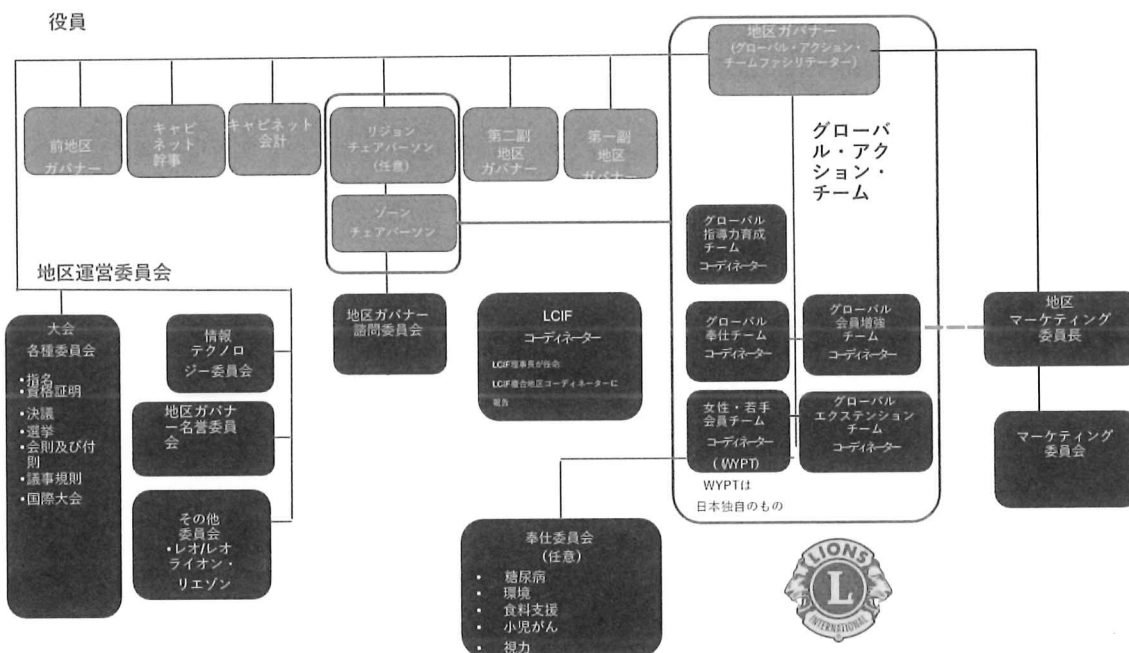 役員
地区ガバナー
(グローバル・アクション・
チームファシリテーター)
前地区
ガバナー
キャビ
ネット
幹事
キャビネット
会計
リジョン
チェアパーソン
(任意)
第二副
地区
ガバナー
第一副
地区
ガバナー
グローバ
ル・アク
ション・
チーム
ゾーン
チェアパーソン
グローバル
指導力育成
チーム
コーディネーター
地区運営委員会
大会
各種委員会
•指名
•資格証明
•決議
•選挙
•会則及び付
則
•議事規則
•国際大会
情報
テクノロ
ジー委員会
地区ガバナ
ー名誉委員
会
その他
委員会
•レオ/レオ
ライオン・
リエゾン
地区ガバナー
諮問委員会
LCIF
コーディネーター
LCIF理事長が任命
LCIF複合地区コーディネーターに
報告
グローバル
奉仕チーム
コーディネーター
グローバル
会員増強
チーム
コーディネーター
地区
マーケティング
委員長
女性・若手
会員チーム
コーディネーター
(WYPT)
グローバル
エクステンション
チーム
コーディネーター
マーケティング
委員会
WYPTは
日本独自のもの
奉仕委員会
(任意)
• 糖尿病
• 環境
• 食料支援
• 小児がん
• 視力
LIONS
L
INTERNATIONAL